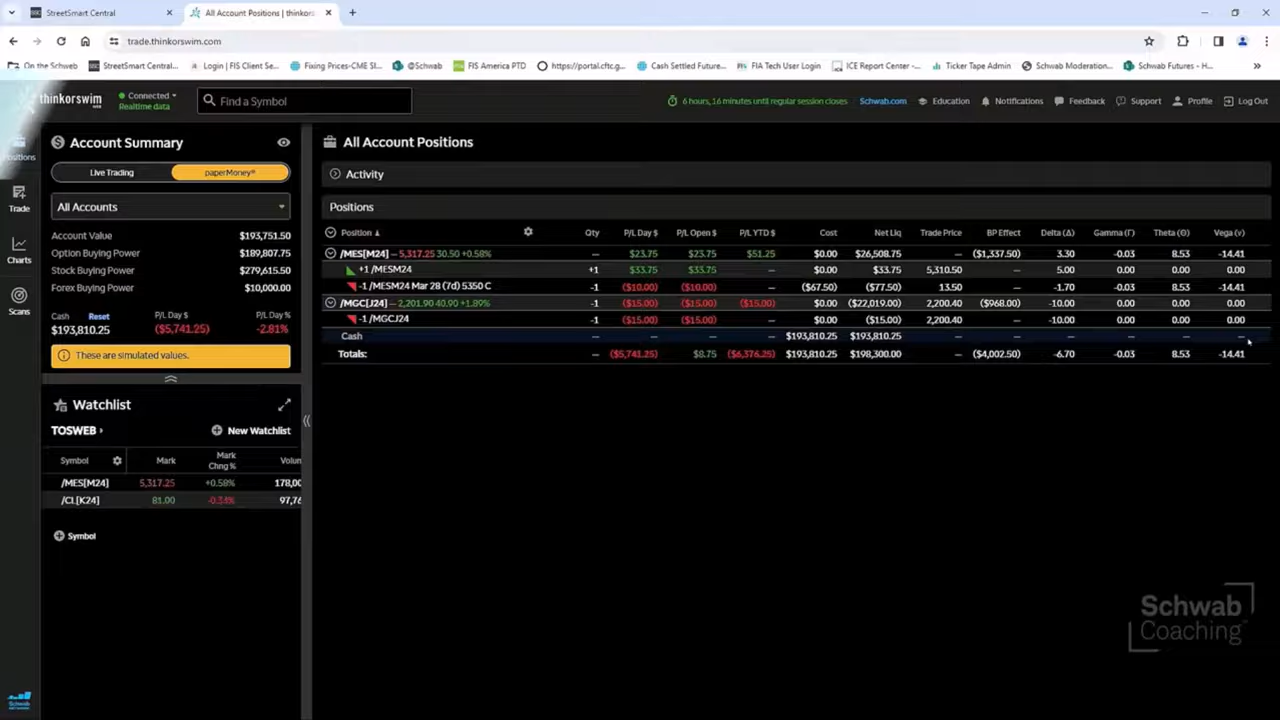 StreetSmart Central
All Account Positions | thinkors
trade.thinkorswim.com
On the Schweb StreetSmart Central... Login | FIS Client Se... Fixing Prices-CME SI... @Schwab FIS America PTD https://portal.cftc.g... Cash Settled Future... FIA Tech User Login ICE Report Center -... Ticker Tape Admin Schwab Moderation... Schwab Futures - H...
thinkorswim
Connected
Realtime data
Find a Symbol
6 hours, 16 minutes until regular session closes Schwab.com Education Notifications Feedback Support Profile Log Out
Positions
Trade
Charts
Scans
Schwab
Account Summary
Live Trading paperMoney®
All Accounts
Account Value $193,751.50
Option Buying Power $189,807.75
Stock Buying Power $279,615.50
Forex Buying Power $10,000.00
Cash Reset P/L Day $ P/L Day %
$193,810.25 ($5,741.25) -2.81%
These are simulated values.
Watchlist
TOSWEB New Watchlist
Symbol Mark Mark Chng % Volun
/MES[M24] 5,317.25 +0.58% 178,00
/CL[K24] 81.00 -0.34% 97,76
Symbol
All Account Positions
Activity
Positions
Position Qty P/L Day $ P/L Open $ P/L YTD $ Cost Net Liq Trade Price BP Effect Delta (Δ) Gamma (Γ) Theta (Θ) Vega (v)
/MES[M24] — 5,317.25 30.50 +0.58% — $23.75 $23.75 $51.25 $0.00 $26,508.75 — ($1,337.50) 3.30 -0.03 8.53 -14.41
+1 /MESM24 +1 $33.75 $33.75 — $0.00 $33.75 5,310.50 — 5.00 0.00 0.00 0.00
-1 /MESM24 Mar 28 (7d) 5350 C -1 ($10.00) ($10.00) — ($67.50) ($77.50) 13.50 — -1.70 -0.03 8.53 -14.41
/MGC[J24] — 2,201.90 40.90 +1.89% -1 ($15.00) ($15.00) ($15.00) $0.00 ($22,019.00) 2,200.40 ($968.00) -10.00 0.00 0.00 0.00
-1 /MGCJ24 -1 ($15.00) ($15.00) — $0.00 ($15.00) 2,200.40 — -10.00 0.00 0.00 0.00
Cash — — — — $193,810.25 $193,810.25 — — — — — —
Totals: — ($5,741.25) $8.75 ($6,376.25) $193,810.25 $198,300.00 — ($4,002.50) -6.70 -0.03 8.53 -14.41
Schwab
Coaching